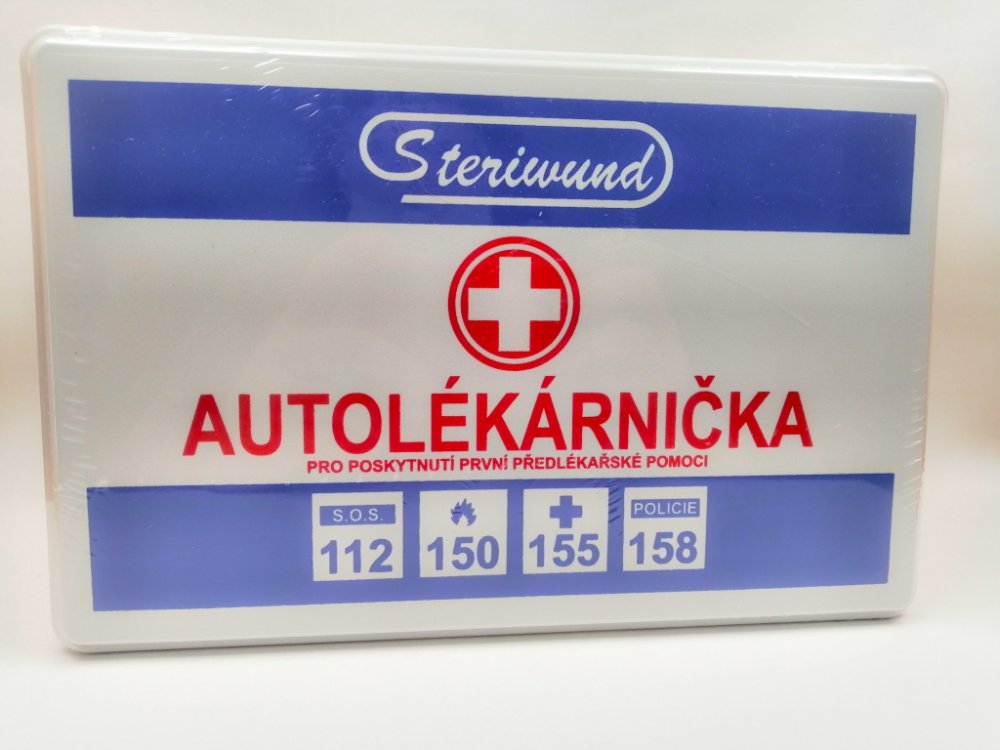 Steriwund
AUTOLÉKÁRNIČKA
PRO POSKYTNUTÍ PRVNÍ PŘEDLÉKAŘSKÉ POMOCI
S.O.S.
112
150
155
POLICIE
158